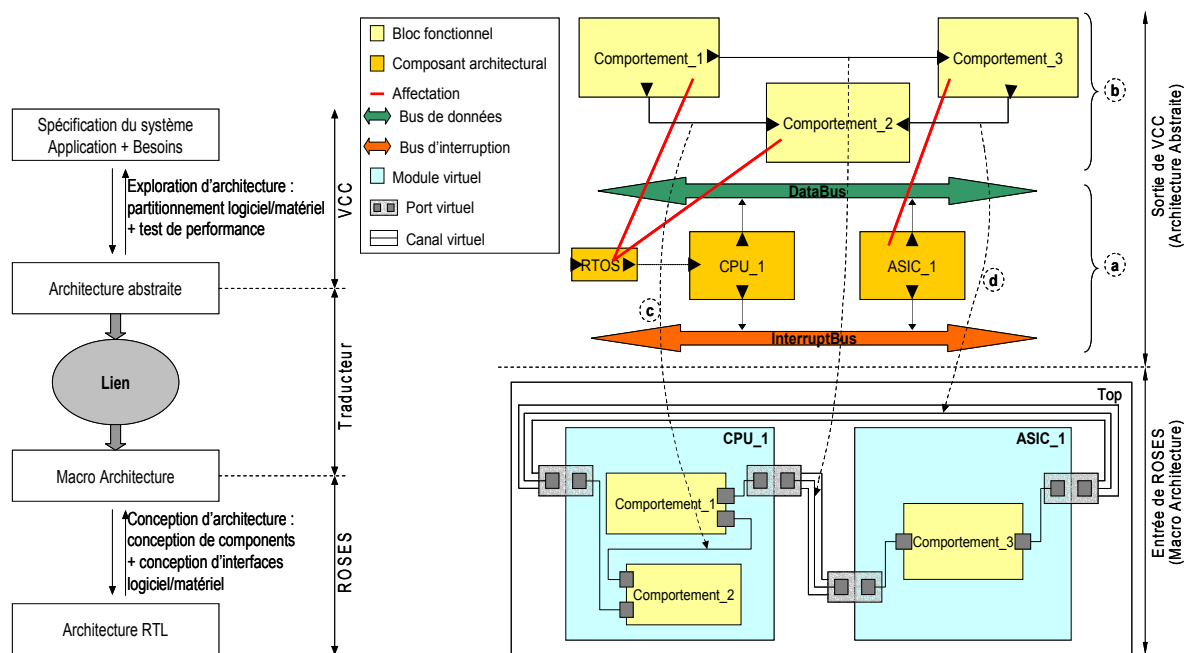 Spécification du système
Application + Besoins
Exploration d'architecture :
partitionnement logiciel/matériel
+ test de performance
Architecture abstraite
Lien
Macro Architecture
Conception d'architecture :
conception de components
+ conception d'interfaces
logiciel/matériel
Architecture RTL
VCC
Traducteur
ROSES
Bloc fonctionnel
Composant architectural
Affectation
Bus de données
Bus d'interruption
Module virtuel
Port virtuel
Canal virtuel
Comportement_1
Comportement_3
Comportement_2
DataBus
RTOS
CPU_1
ASIC_1
InterruptBus
b
a
c
d
Sortie de VCC
(Architecture Abstraite)
Top
CPU_1
ASIC_1
Comportement_1
Comportement_2
Comportement_3
Entrée de ROSES
(Macro Architecture)